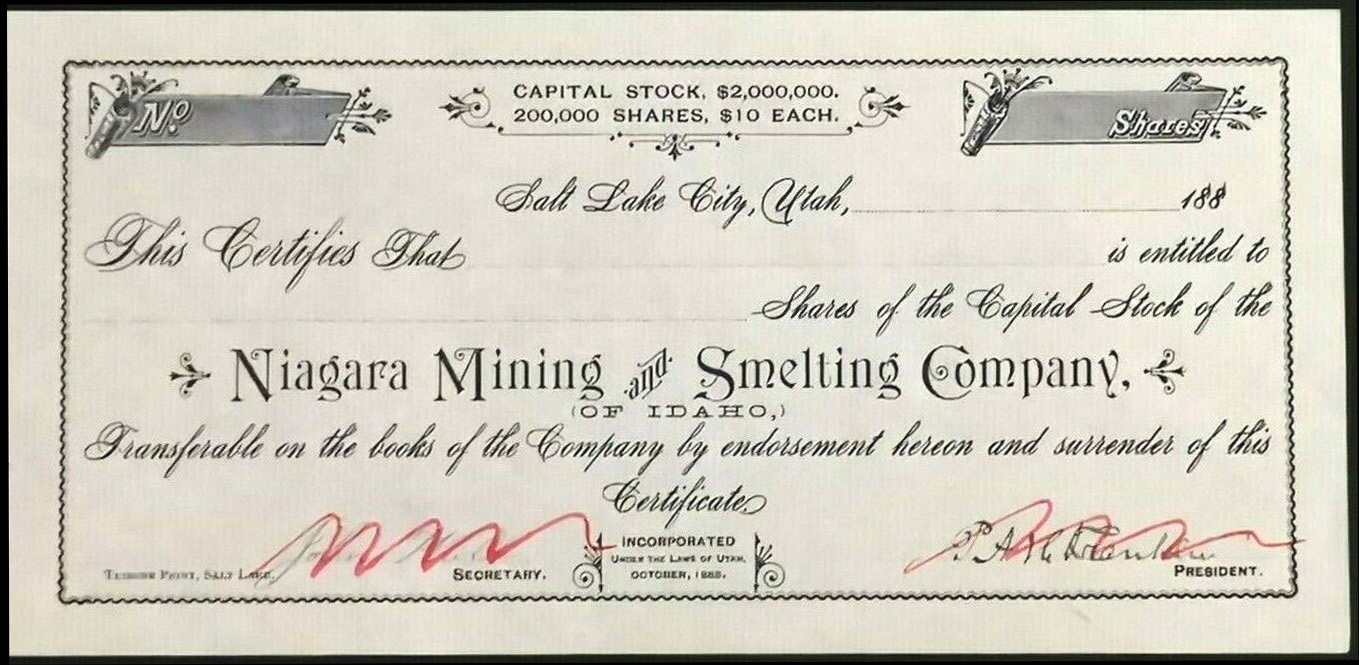 Nº
CAPITAL STOCK, $2,000,000.
200,000 SHARES, $10 EACH.
Shares
Salt Lake City, Utah, 188
This Certifies That is entitled to
Shares of the Capital Stock of the
Niagara Mining and Smelting Company,
(OF IDAHO,)
Transferable on the books of the Company by endorsement hereon and surrender of this
Certificate
INCORPORATED
UNDER THE LAWS OF UTAH,
OCTOBER, 1888.
SALT LAKE.
SECRETARY.
PRESIDENT.